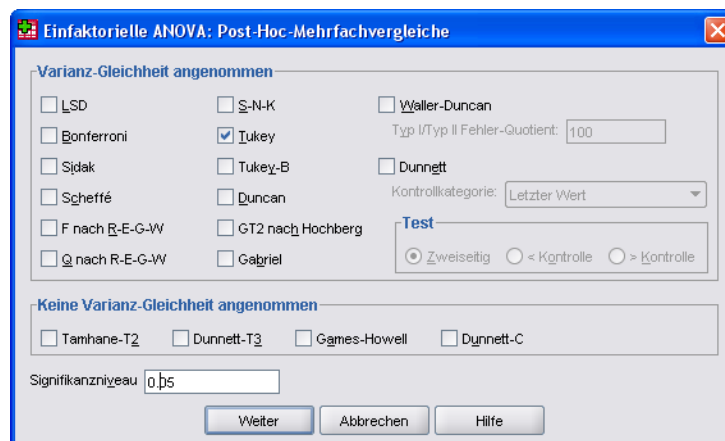 Einfaktorielle ANOVA: Post-Hoc-Mehrfachvergleiche
Varianz-Gleichheit angenommen
LSD
S-N-K
Waller-Duncan
Bonferroni
Tukey
Typ I/Typ II Fehler-Quotient: 100
Sidak
Tukey-B
Dunnett
Scheffé
Duncan
Kontrollkategorie: Letzter Wert
F nach R-E-G-W
GT2 nach Hochberg
Test
Q nach R-E-G-W
Gabriel
Zweiseitig < Kontrolle > Kontrolle
Keine Varianz-Gleichheit angenommen
Tamhane-T2 Dunnett-T3 Games-Howell Dunnett-C
Signifikanzniveau 0.05
Weiter Abbrechen Hilfe